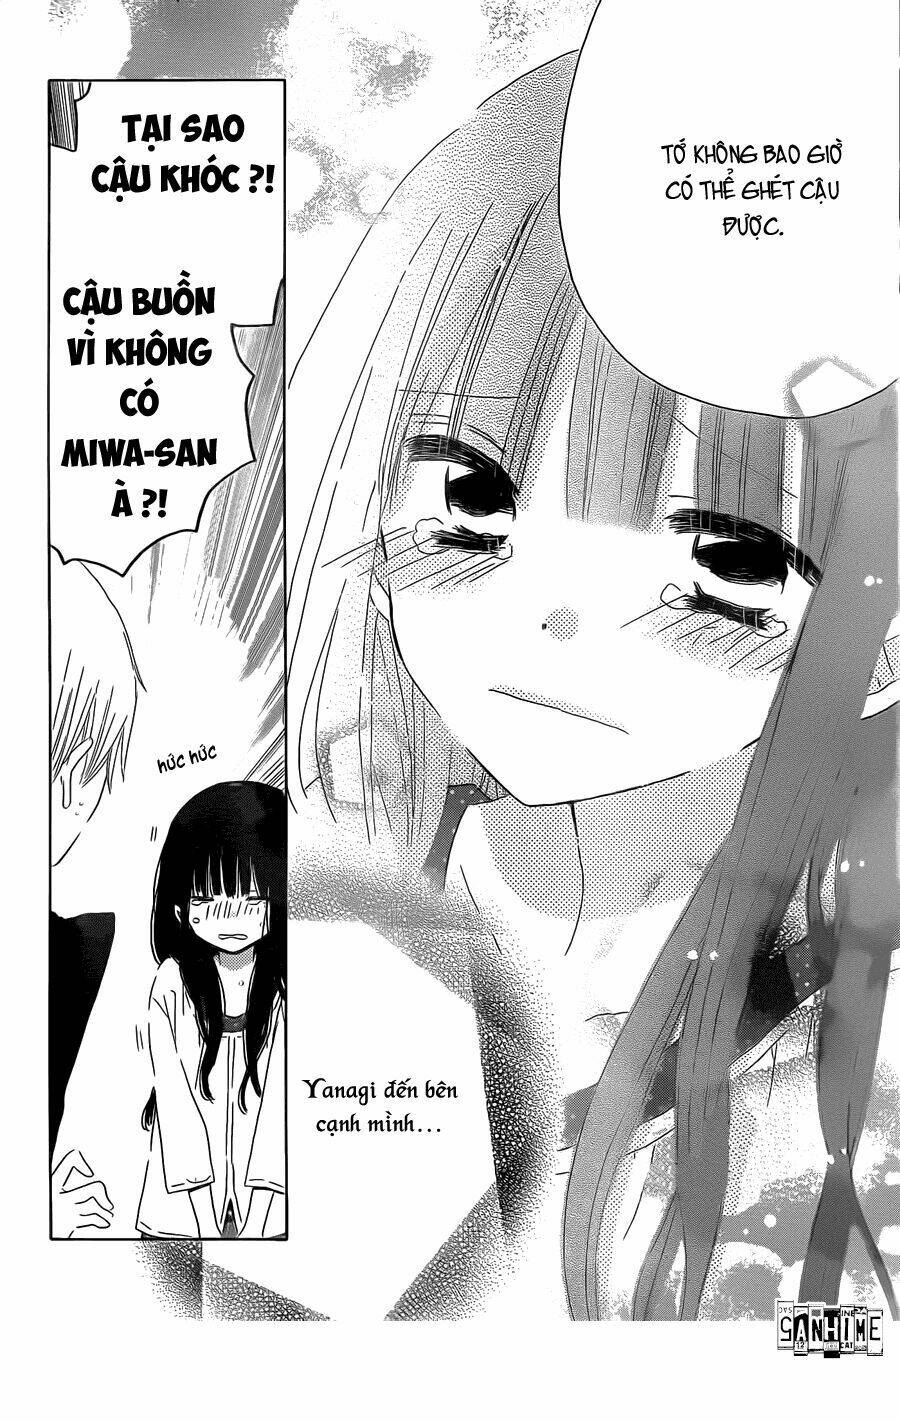 TỚ KHÔNG BAO GIỜ
CÓ THỂ GHÉT CẬU
ĐƯỢC.
TẠI SAO
CẬU KHÓC ?!
CẬU BUỒN
VÌ KHÔNG
CÓ
MIWA-SAN
À ?!
hức hức
Yanagi đến bên
cạnh mình...
SANHIME